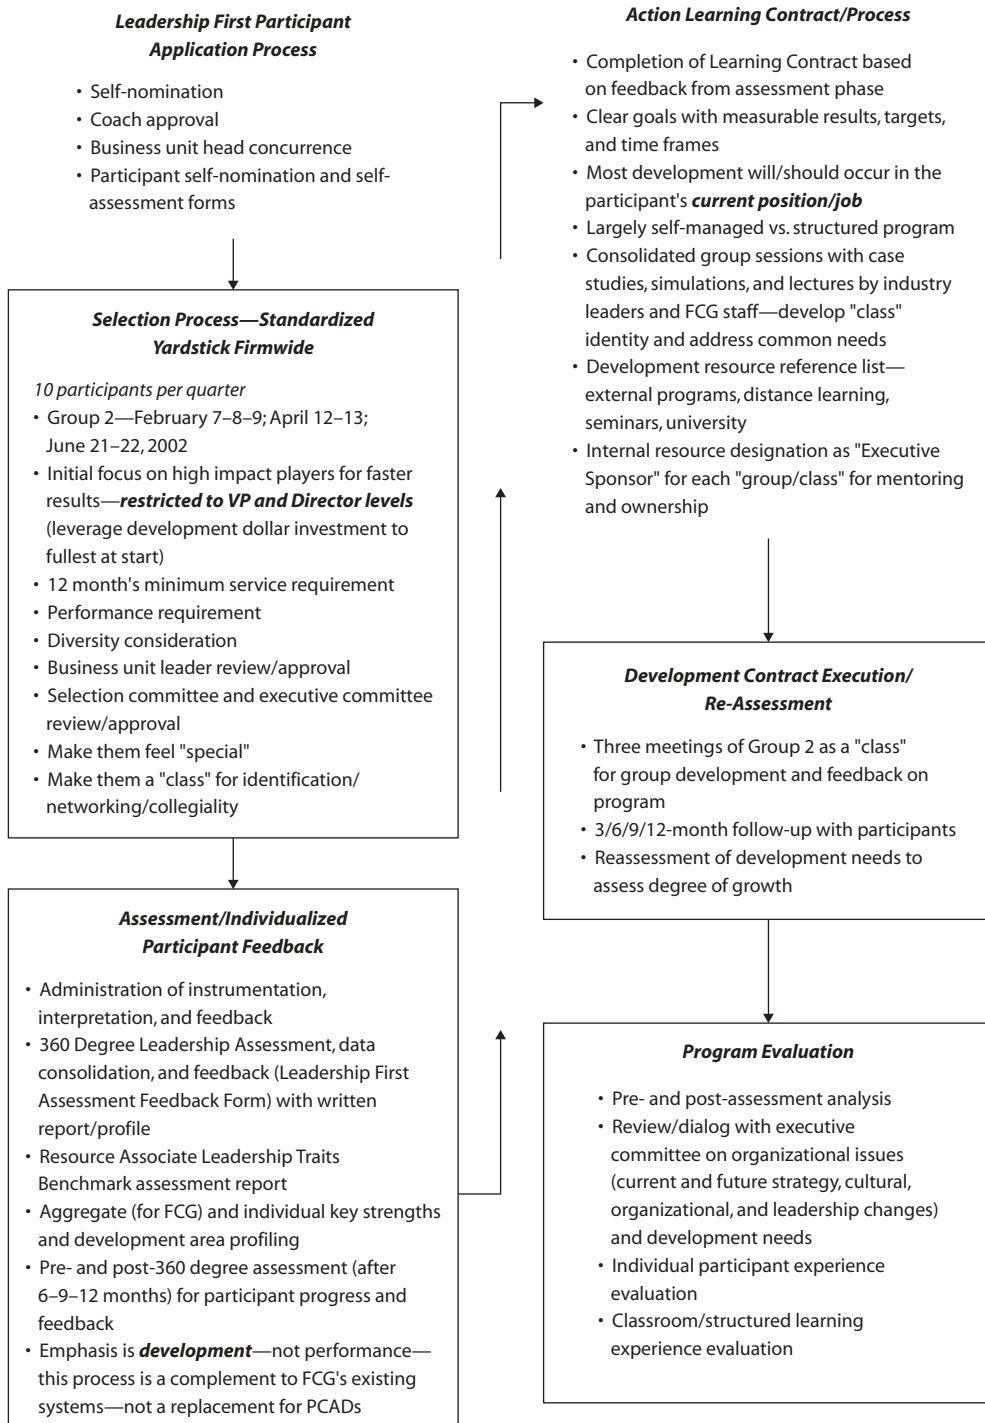 Leadership First Participant
Application Process
• Self-nomination
• Coach approval
• Business unit head concurrence
• Participant self-nomination and self-
assessment forms
Selection Process—Standardized
Yardstick Firmwide
10 participants per quarter
• Group 2—February 7–8–9; April 12–13;
June 21–22, 2002
• Initial focus on high impact players for faster
results—restricted to VP and Director levels
(leverage development dollar investment to
fullest at start)
• 12 month's minimum service requirement
• Performance requirement
• Diversity consideration
• Business unit leader review/approval
• Selection committee and executive committee
review/approval
• Make them feel "special"
• Make them a "class" for identification/
networking/collegiality
Assessment/Individualized
Participant Feedback
• Administration of instrumentation,
interpretation, and feedback
• 360 Degree Leadership Assessment, data
consolidation, and feedback (Leadership First
Assessment Feedback Form) with written
report/profile
• Resource Associate Leadership Traits
Benchmark assessment report
• Aggregate (for FCG) and individual key strengths
and development area profiling
• Pre- and post-360 degree assessment (after
6–9–12 months) for participant progress and
feedback
• Emphasis is development—not performance—
this process is a complement to FCG's existing
systems—not a replacement for PCADs
Action Learning Contract/Process
• Completion of Learning Contract based
on feedback from assessment phase
• Clear goals with measurable results, targets,
and time frames
• Most development will/should occur in the
participant's current position/job
• Largely self-managed vs. structured program
• Consolidated group sessions with case
studies, simulations, and lectures by industry
leaders and FCG staff—develop "class"
identity and address common needs
• Development resource reference list—
external programs, distance learning,
seminars, university
• Internal resource designation as "Executive
Sponsor" for each "group/class" for mentoring
and ownership
Development Contract Execution/
Re-Assessment
• Three meetings of Group 2 as a "class"
for group development and feedback on
program
• 3/6/9/12-month follow-up with participants
• Reassessment of development needs to
assess degree of growth
Program Evaluation
• Pre- and post-assessment analysis
• Review/dialog with executive
committee on organizational issues
(current and future strategy, cultural,
organizational, and leadership changes)
and development needs
• Individual participant experience
evaluation
• Classroom/structured learning
experience evaluation